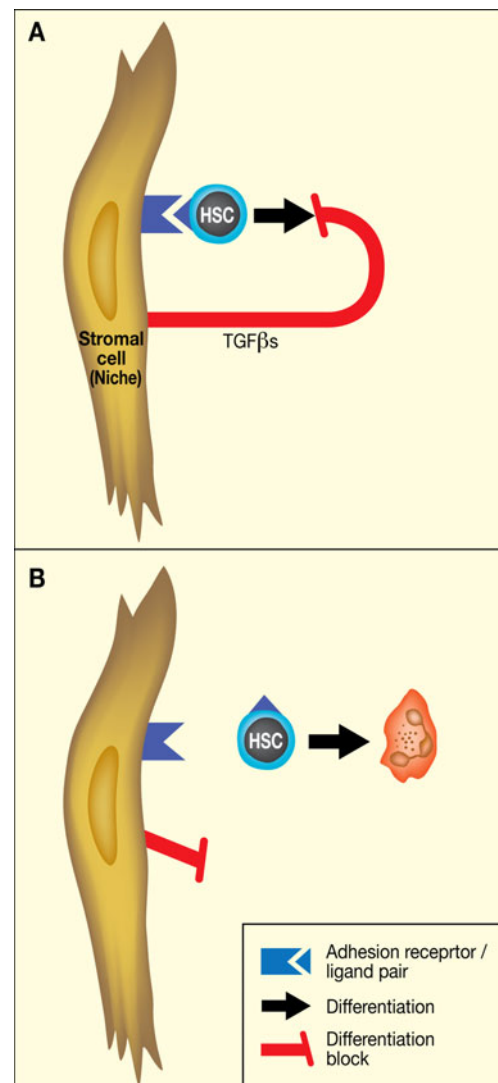 A
HSC
Stromal
cell
(Niche)
TGFβs
B
HSC
Adhesion receprtor /
ligand pair
Differentiation
Differentiation
block